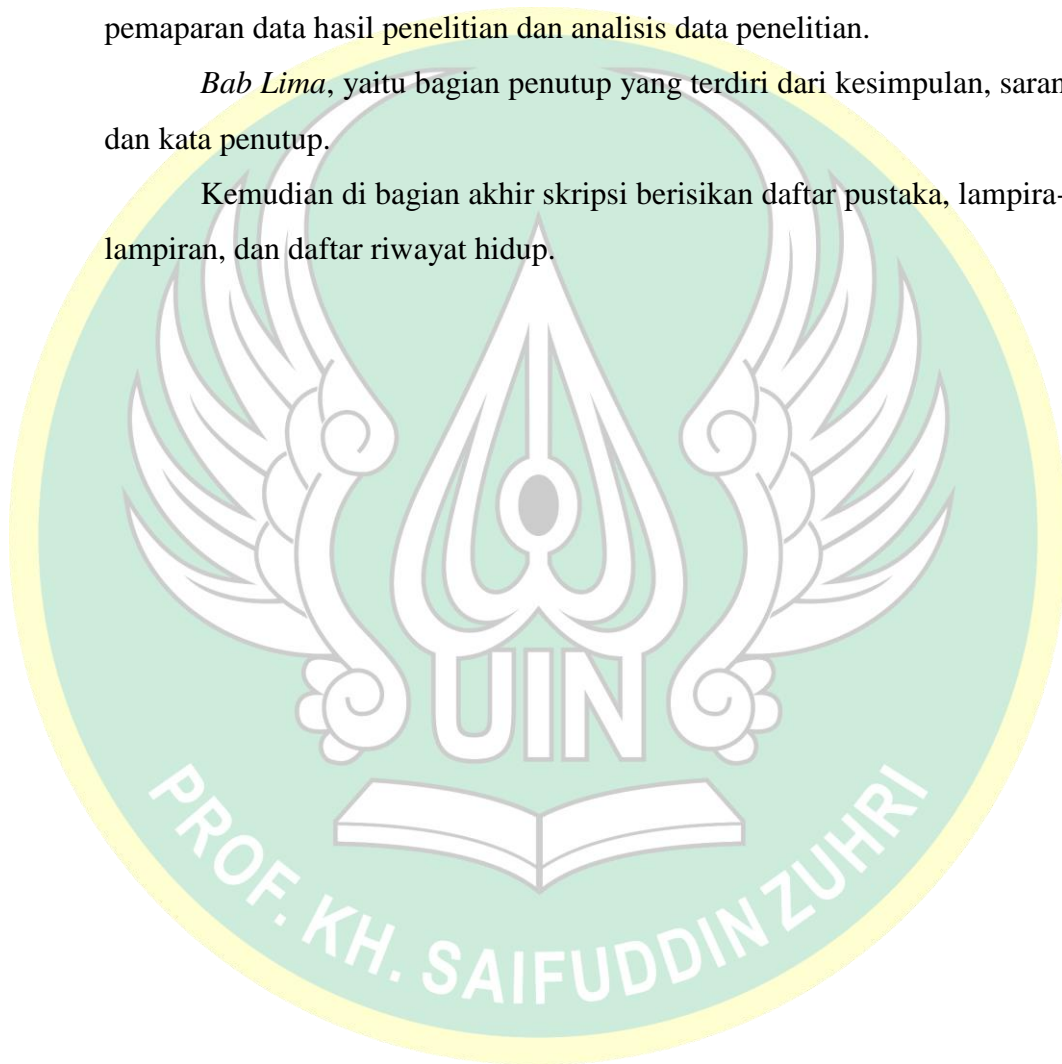 pemaparan data hasil penelitian dan analisis data penelitian.
Bab Lima, yaitu bagian penutup yang terdiri dari kesimpulan, saran
dan kata penutup.
Kemudian di bagian akhir skripsi berisikan daftar pustaka, lampira-
lampiran, dan daftar riwayat hidup.
UIN
PROF. KH. SAIFUDDIN ZUHRI